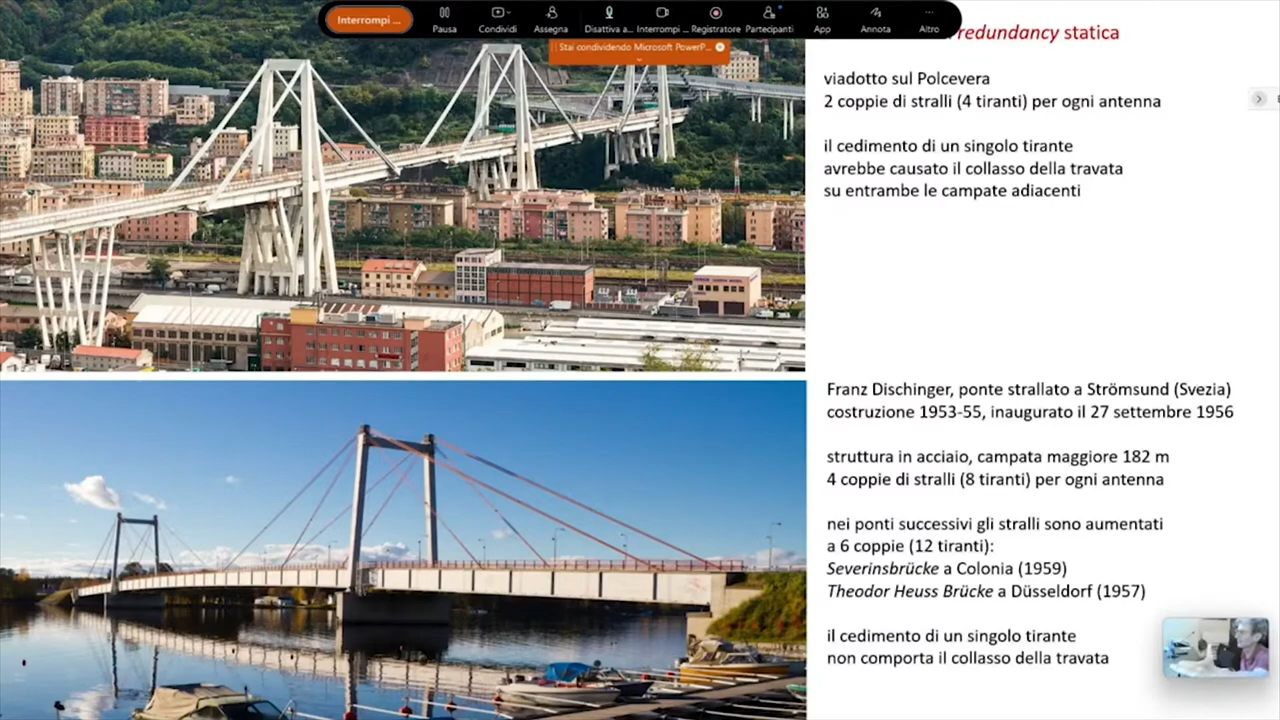 Interrompi ...
Pausa
Condividi
Assegna
Disattiva a...
Interrompi ...
Registratore
Partecipanti
App
Annota
Altro
Stai condividendo Microsoft PowerP...
redundancy statica
viadotto sul Polcevera
2 coppie di stralli (4 tiranti) per ogni antenna
il cedimento di un singolo tirante
avrebbe causato il collasso della travata
su entrambe le campate adiacenti
Franz Dischinger, ponte strallato a Strömsund (Svezia)
costruzione 1953-55, inaugurato il 27 settembre 1956
struttura in acciaio, campata maggiore 182 m
4 coppie di stralli (8 tiranti) per ogni antenna
nei ponti successivi gli stralli sono aumentati
a 6 coppie (12 tiranti):
Severinsbrücke a Colonia (1959)
Theodor Heuss Brücke a Düsseldorf (1957)
il cedimento di un singolo tirante
non comporta il collasso della travata